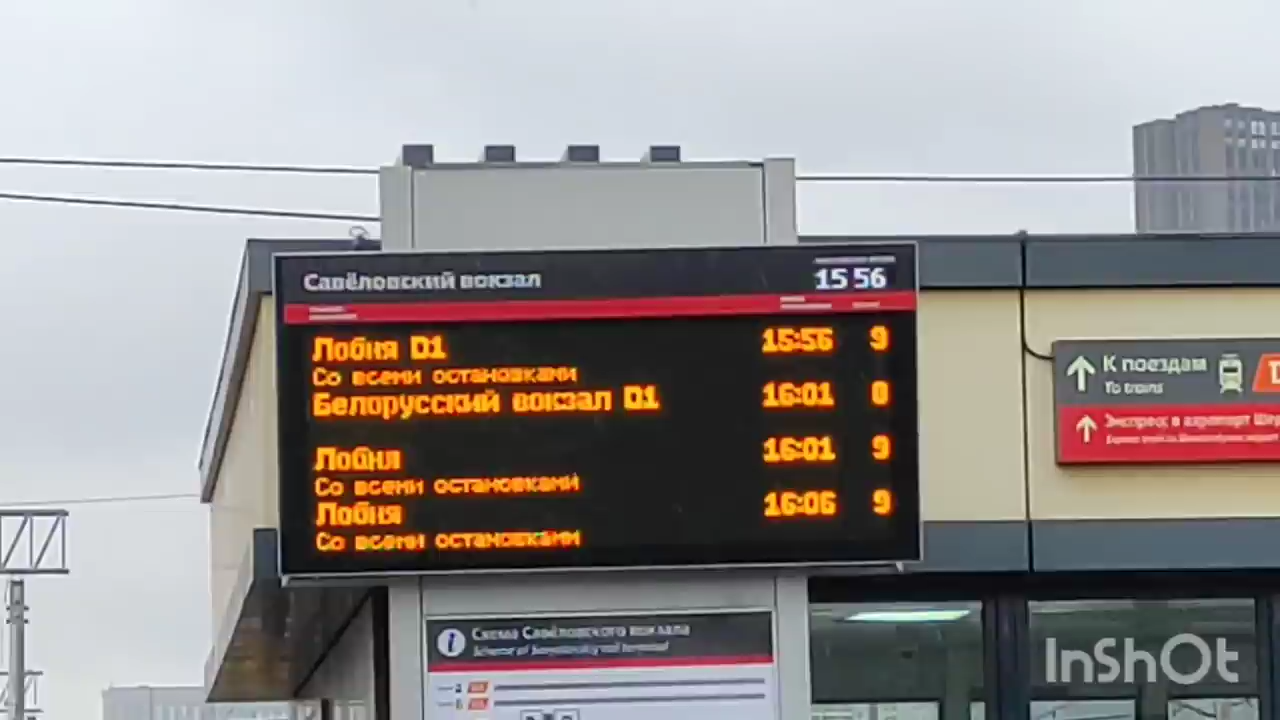 Савёловский вокзал 15 56
Лобня D1 15:56 9
Со всеми остановками
Белорусский вокзал D1 16:01
Лобня 16:01 9
Со всеми остановками
Лобня 16:06 9
Со всеми остановками
К поездам
To trains
Экспресс в аэропорт
Схема Савёловского вокзала
InShOt